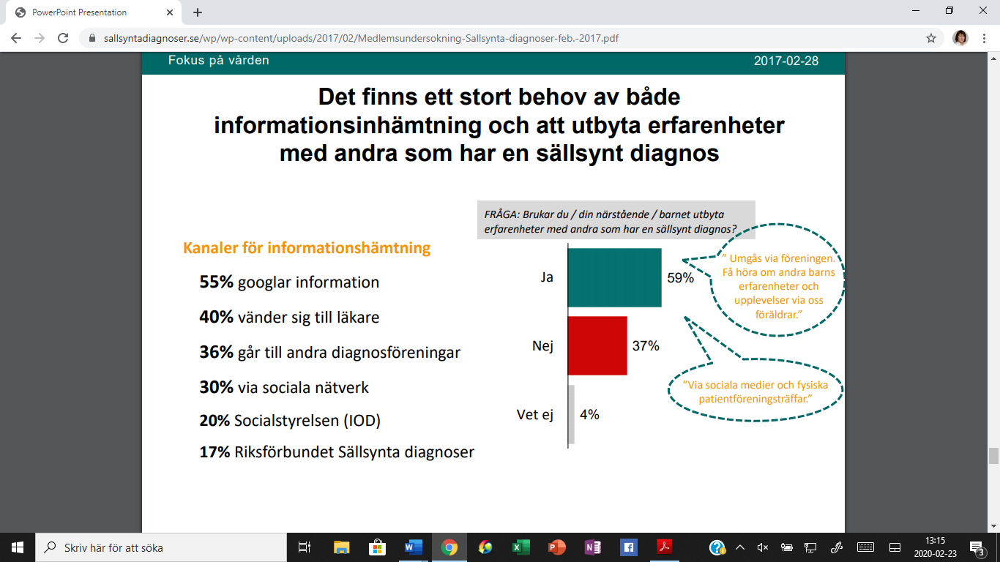 PowerPoint Presentation
sallsyntadiagnoser.se/wp/wp-content/uploads/2017/02/Medlemsundersokning-Sallsynta-diagnoser-feb.-2017.pdf
Fokus på vården
2017-02-28
Det finns ett stort behov av både
informationsinhämtning och att utbyta erfarenheter
med andra som har en sällsynt diagnos
Kanaler för informationshämtning
55% googlar information
40% vänder sig till läkare
36% går till andra diagnosföreningar
30% via sociala nätverk
20% Socialstyrelsen (IOD)
17% Riksförbundet Sällsynta diagnoser
FRÅGA: Brukar du / din närstående / barnet utbyta
erfarenheter med andra som har en sällsynt diagnos?
Ja
59%
Nej
37%
Vet ej
4%
” Umgås via föreningen.
Få höra om andra barns
erfarenheter och
upplevelser via oss
föräldrar.”
”Via sociala medier och fysiska
patientföreningsträffar.”
Skriv här för att söka
13:15
2020-02-23
3